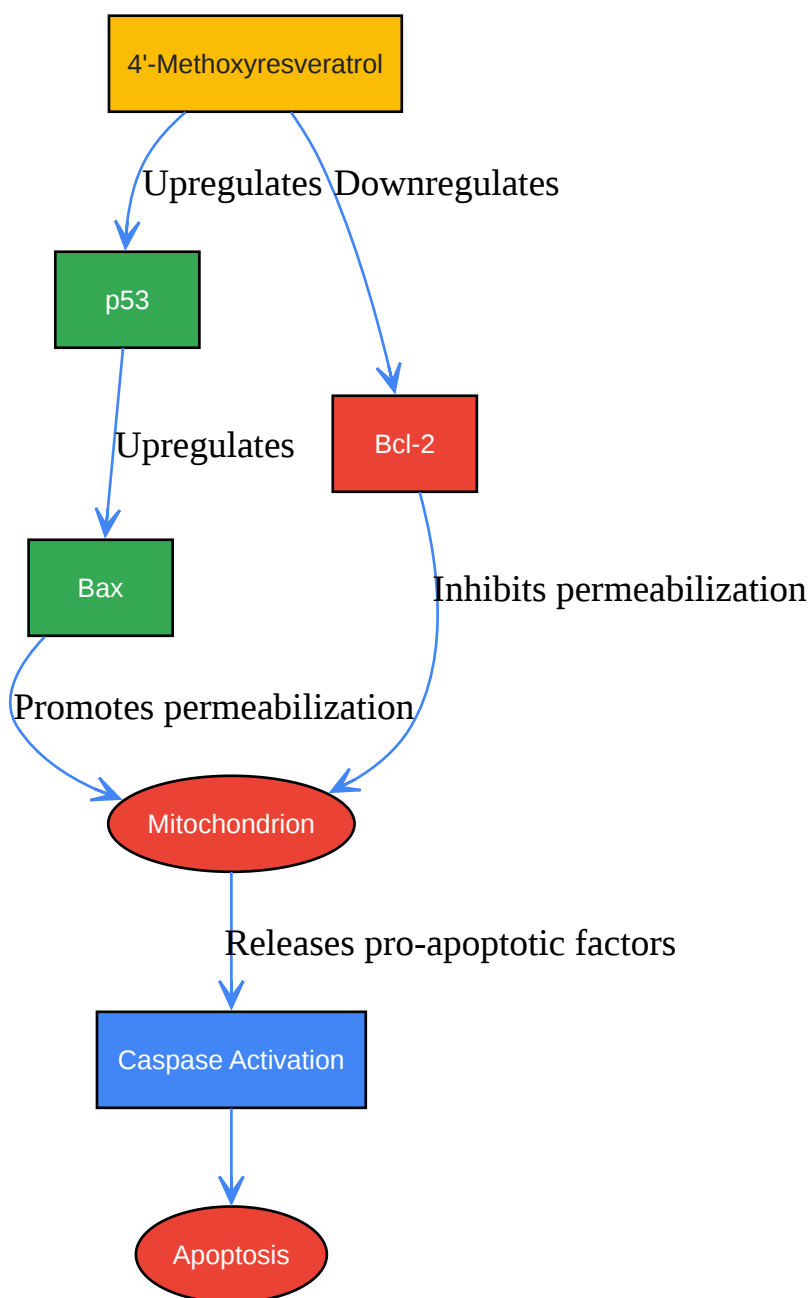 4'-Methoxyresveratrol
Upregulates
Downregulates
p53
Upregulates
Bcl-2
Bax
Inhibits permeabilization
Promotes permeabilization
Mitochondrion
Releases pro-apoptotic factors
Caspase Activation
Apoptosis